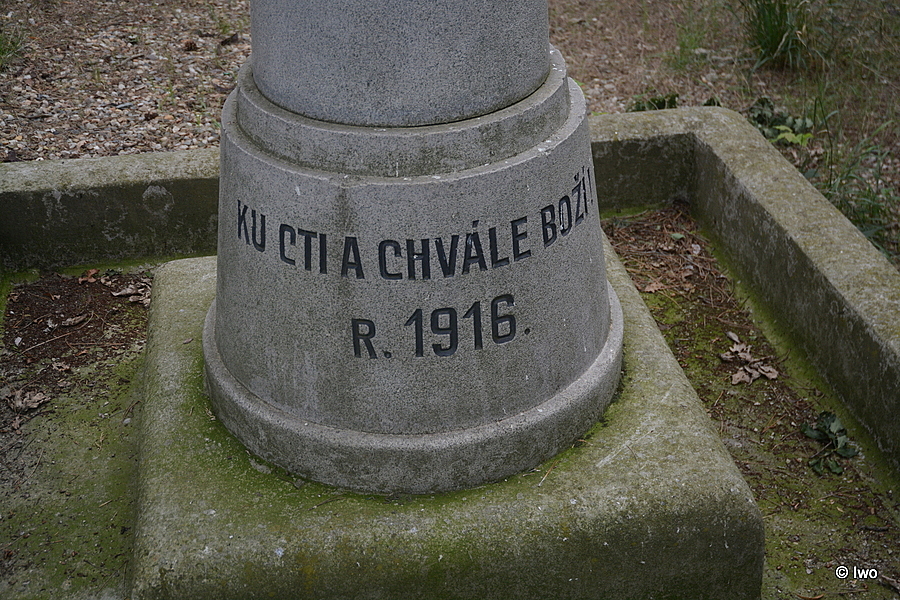 KU CTI A CHVÁLE BOŽÍ!
R. 1916.
© Iwo